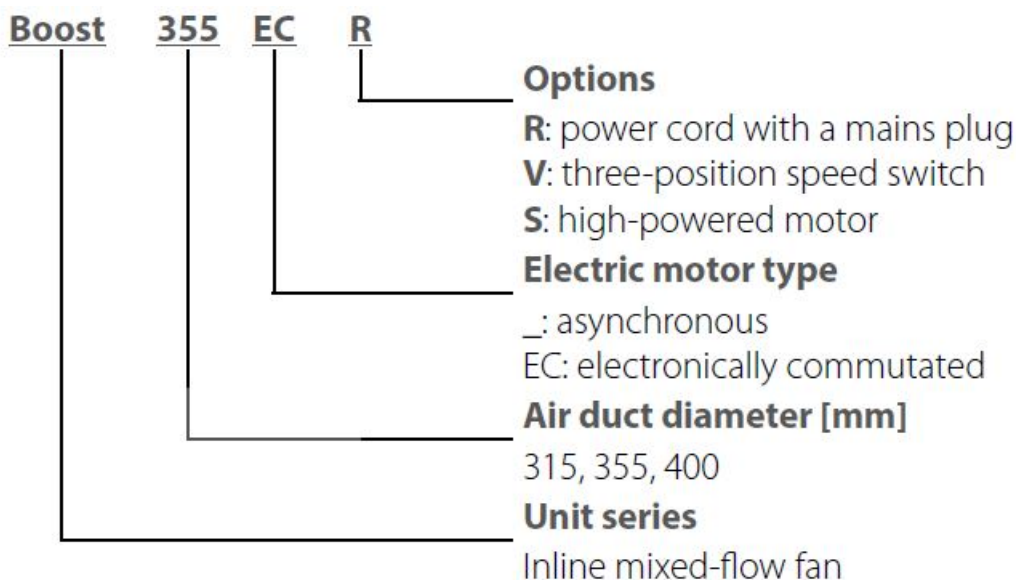 Boost 355 EC R
Options
R: power cord with a mains plug
V: three-position speed switch
S: high-powered motor
Electric motor type
_: asynchronous
EC: electronically commutated
Air duct diameter [mm]
315, 355, 400
Unit series
Inline mixed-flow fan